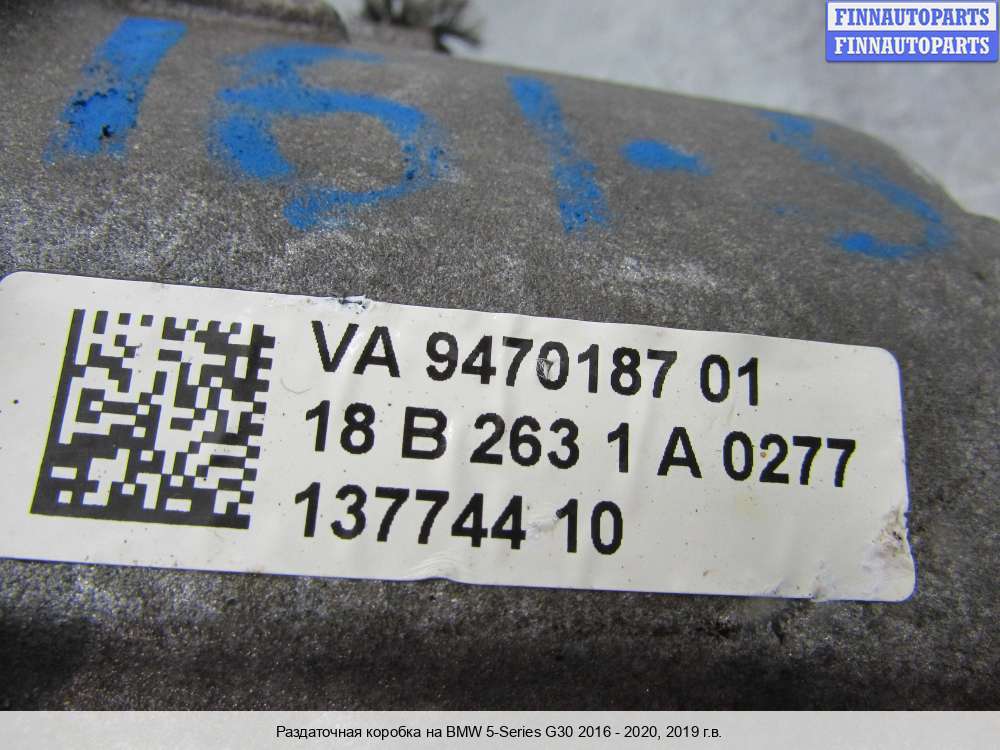 FINNAUTOPARTS
FINNAUTOPARTS
VA 9470187 01
18 B 263 1 A 0277
137744 10
Раздаточная коробка на BMW 5-Series G30 2016 - 2020, 2019 г.в.